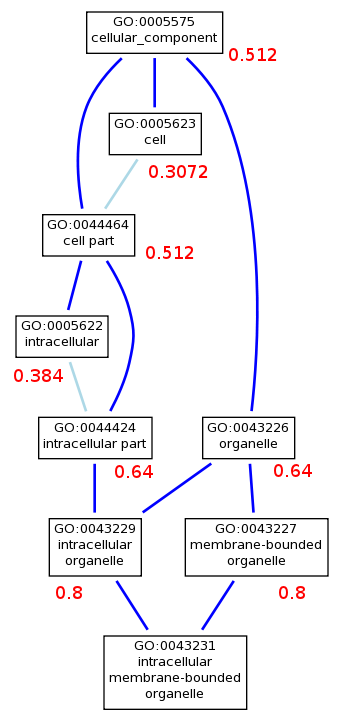 GO:0005575
cellular_component
0.512
GO:0005623
cell
0.3072
GO:0044464
cell part
0.512
GO:0005622
intracellular
0.384
GO:0044424
intracellular part
0.64
GO:0043226
organelle
0.64
GO:0043229
intracellular
organelle
0.8
GO:0043227
membrane-bounded
organelle
0.8
GO:0043231
intracellular
membrane-bounded
organelle